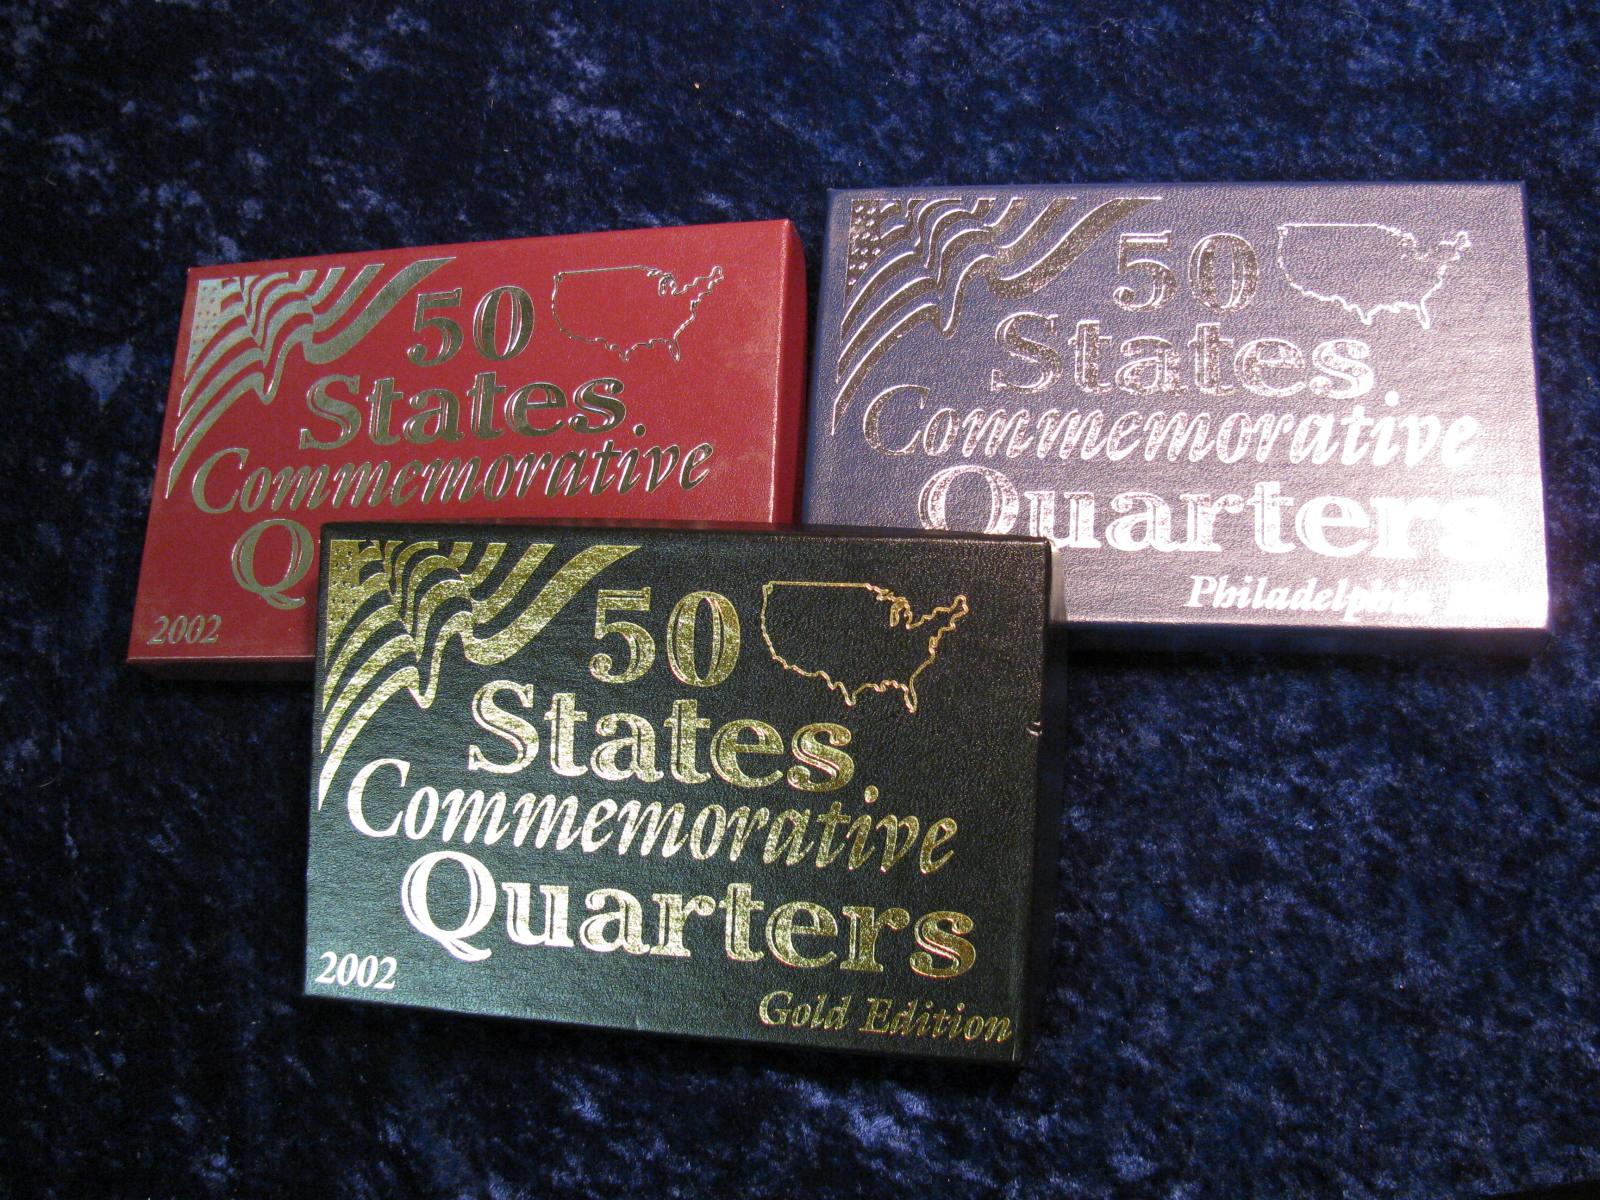 50
States
Commemorative
Q
2002
50
States
Commemorative
Quarters
Philadelphia
50
States
Commemorative
Quarters
2002
Gold Edition